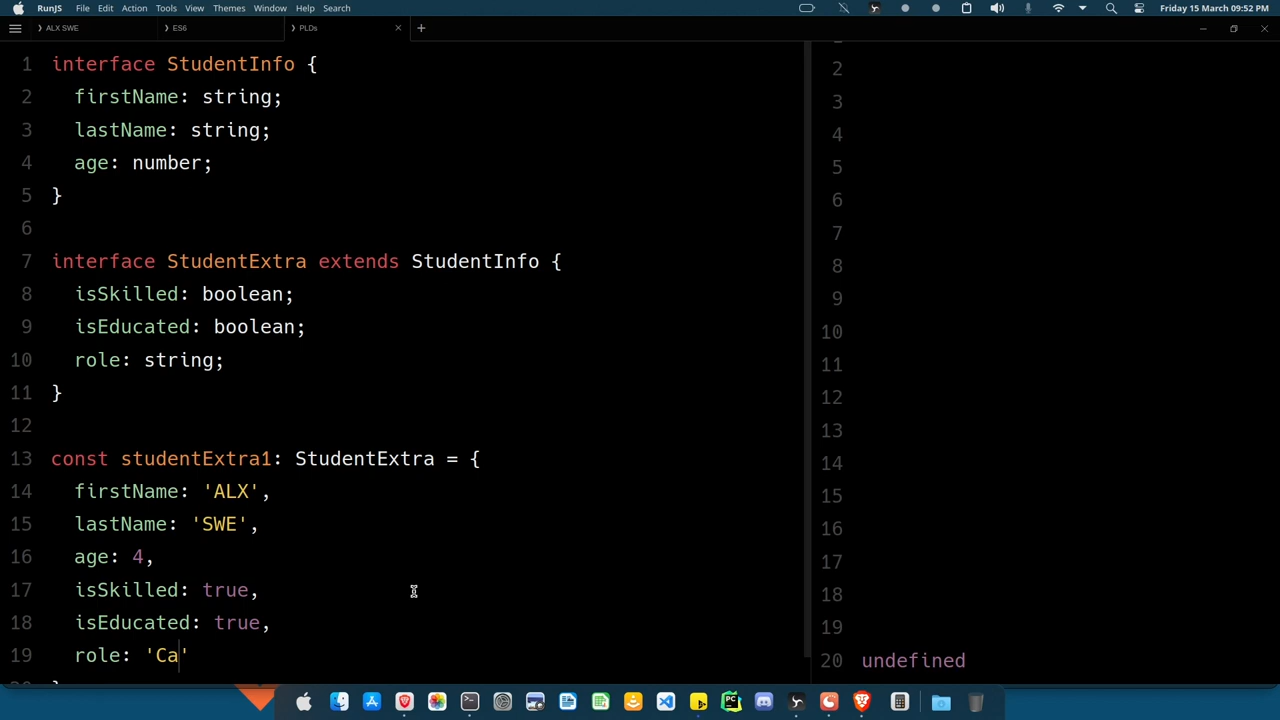 RunJS File Edit Action Tools View Themes Window Help Search Friday 15 March 09:52 PM
ALX SWE ES6 PLDs
1 interface StudentInfo {
2 firstName: string;
3 lastName: string;
4 age: number;
5 }
6
7 interface StudentExtra extends StudentInfo {
8 isSkilled: boolean;
9 isEducated: boolean;
10 role: string;
11 }
12
13 const studentExtra1: StudentExtra = {
14 firstName: 'ALX',
15 lastName: 'SWE',
16 age: 4,
17 isSkilled: true,
18 isEducated: true,
19 role: 'Ca'
2
3
4
5
6
7
8
9
10
11
12
13
14
15
16
17
18
19
20 undefined
PC